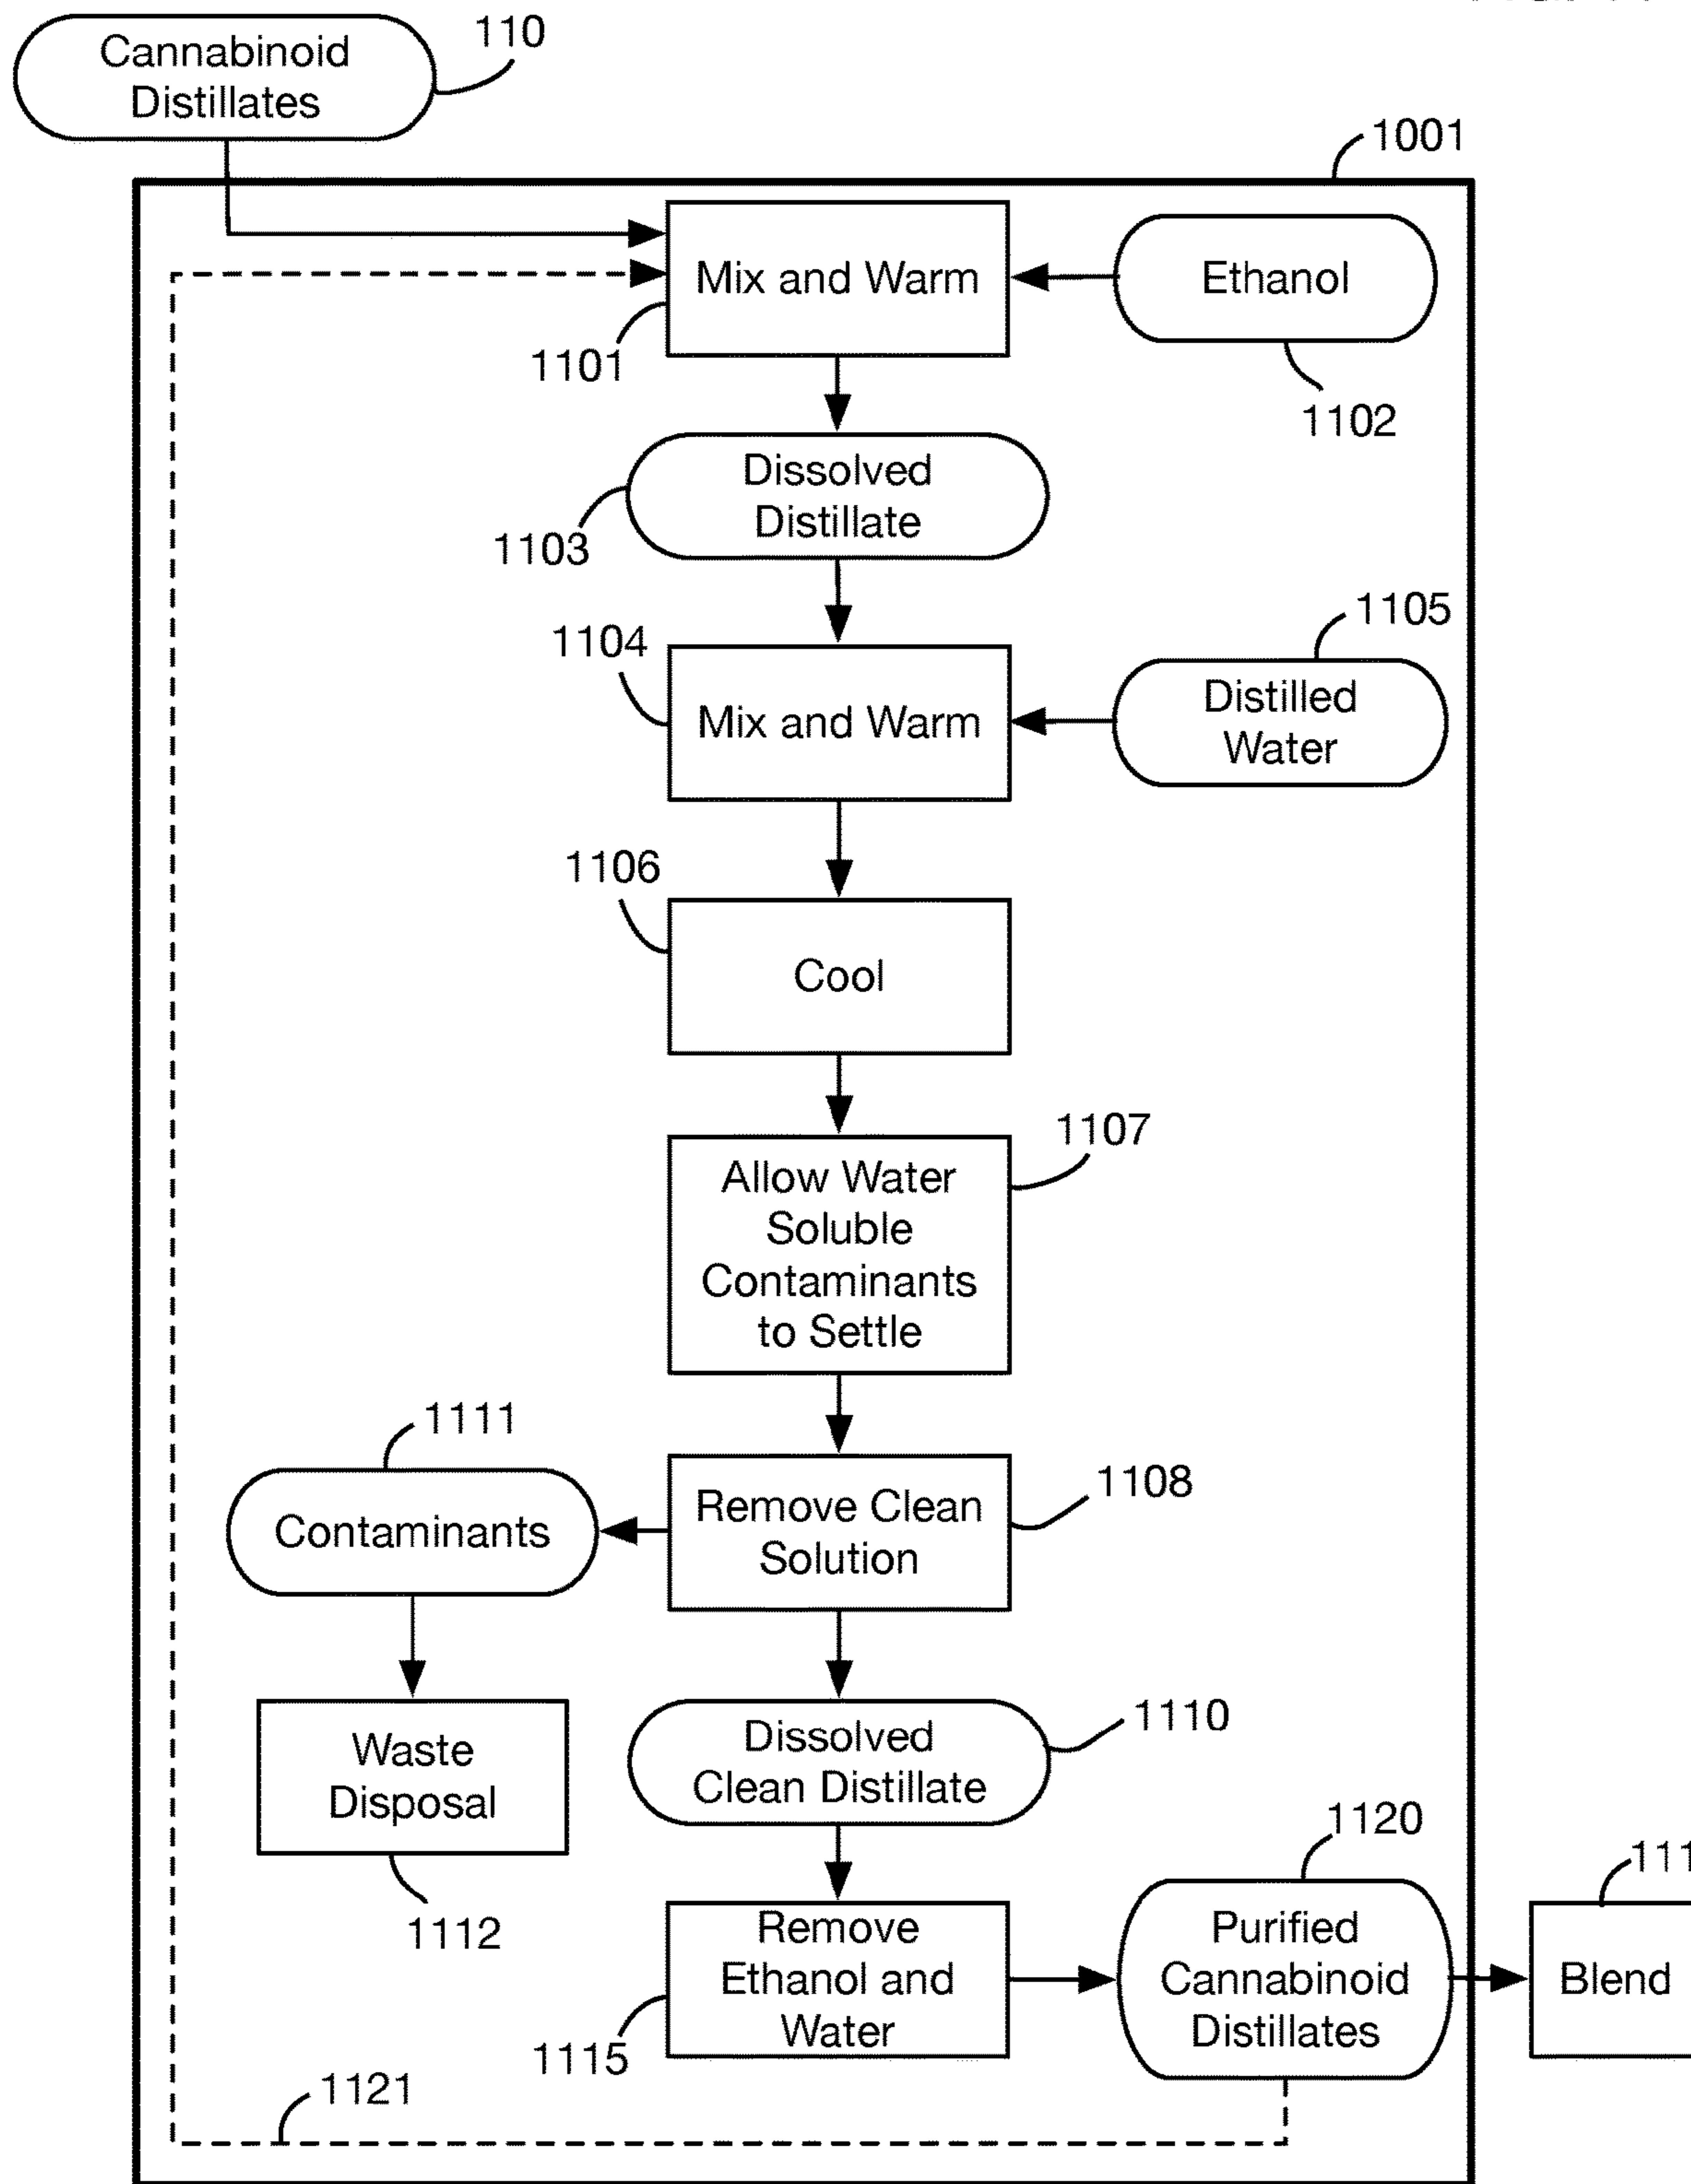 Cannabinoid
Distillates
110
1001
Mix and Warm
1101
Ethanol
1102
Dissolved
Distillate
1103
1104
Mix and Warm
1105
Distilled
Water
1106
Cool
1107
Allow Water
Soluble
Contaminants
to Settle
1111
Contaminants
Remove Clean
Solution
1108
Waste
Disposal
1112
Dissolved
Clean Distillate
1110
1120
Remove
Ethanol and
Water
1115
Purified
Cannabinoid
Distillates
111
Blend
1121